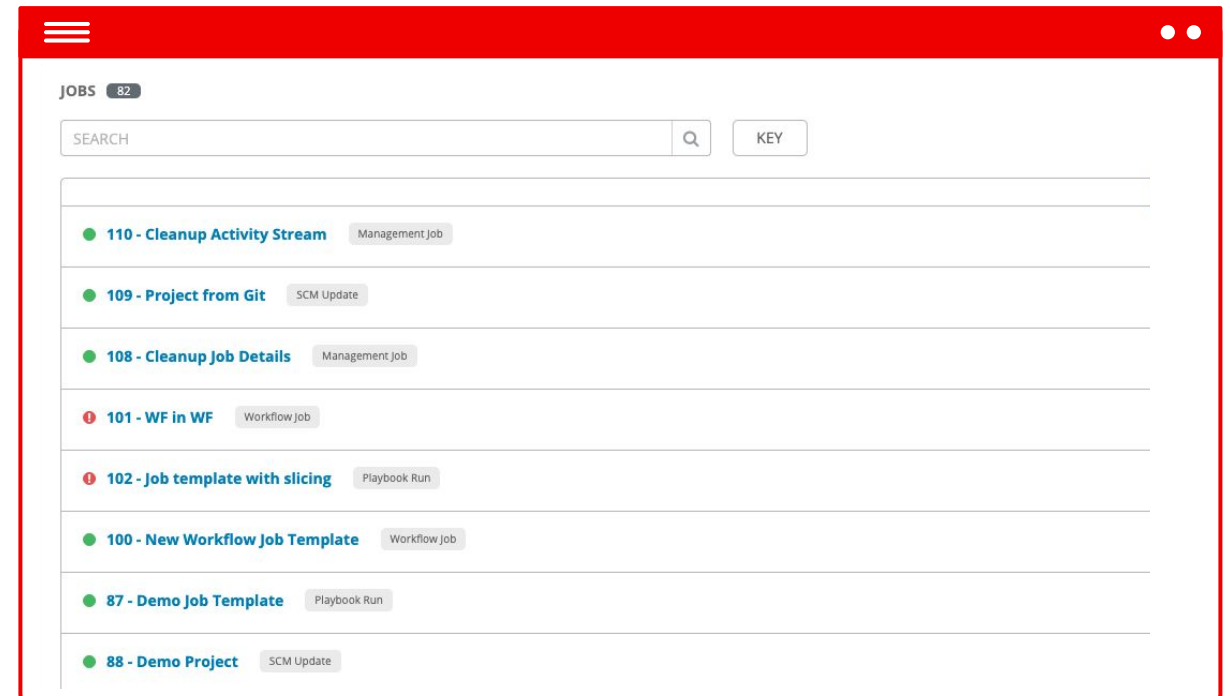 JOBS 82
SEARCH KEY
110 - Cleanup Activity Stream Management Job
109 - Project from Git SCM Update
108 - Cleanup Job Details Management Job
101 - WF in WF Workflow Job
102 - Job template with slicing Playbook Run
100 - New Workflow Job Template Workflow Job
87 - Demo Job Template Playbook Run
88 - Demo Project SCM Update